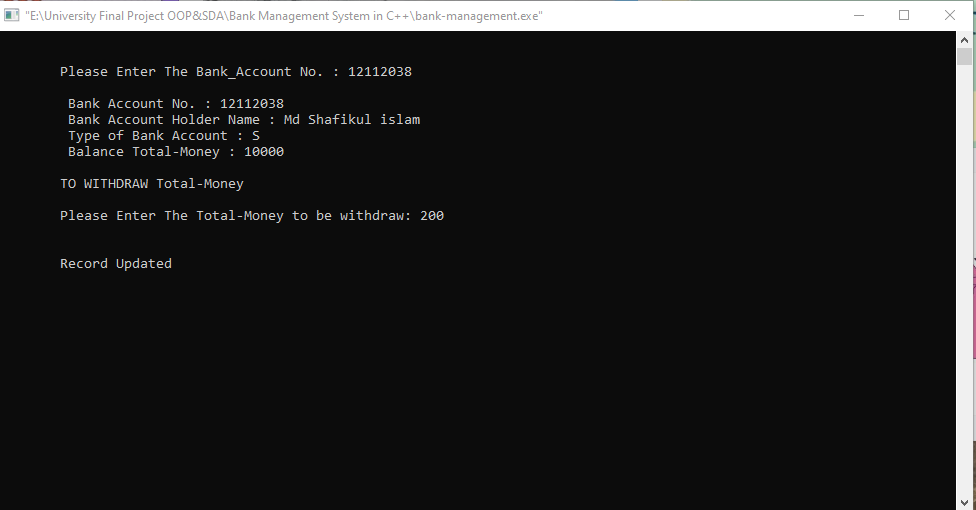 "E:\University Final Project OOP&SDA\Bank Management System in C++\bank-management.exe"
Please Enter The Bank_Account No. : 12112038
Bank Account No. : 12112038
Bank Account Holder Name : Md Shafikul islam
Type of Bank Account : S
Balance Total-Money : 10000
TO WITHDRAW Total-Money
Please Enter The Total-Money to be withdraw: 200
Record Updated